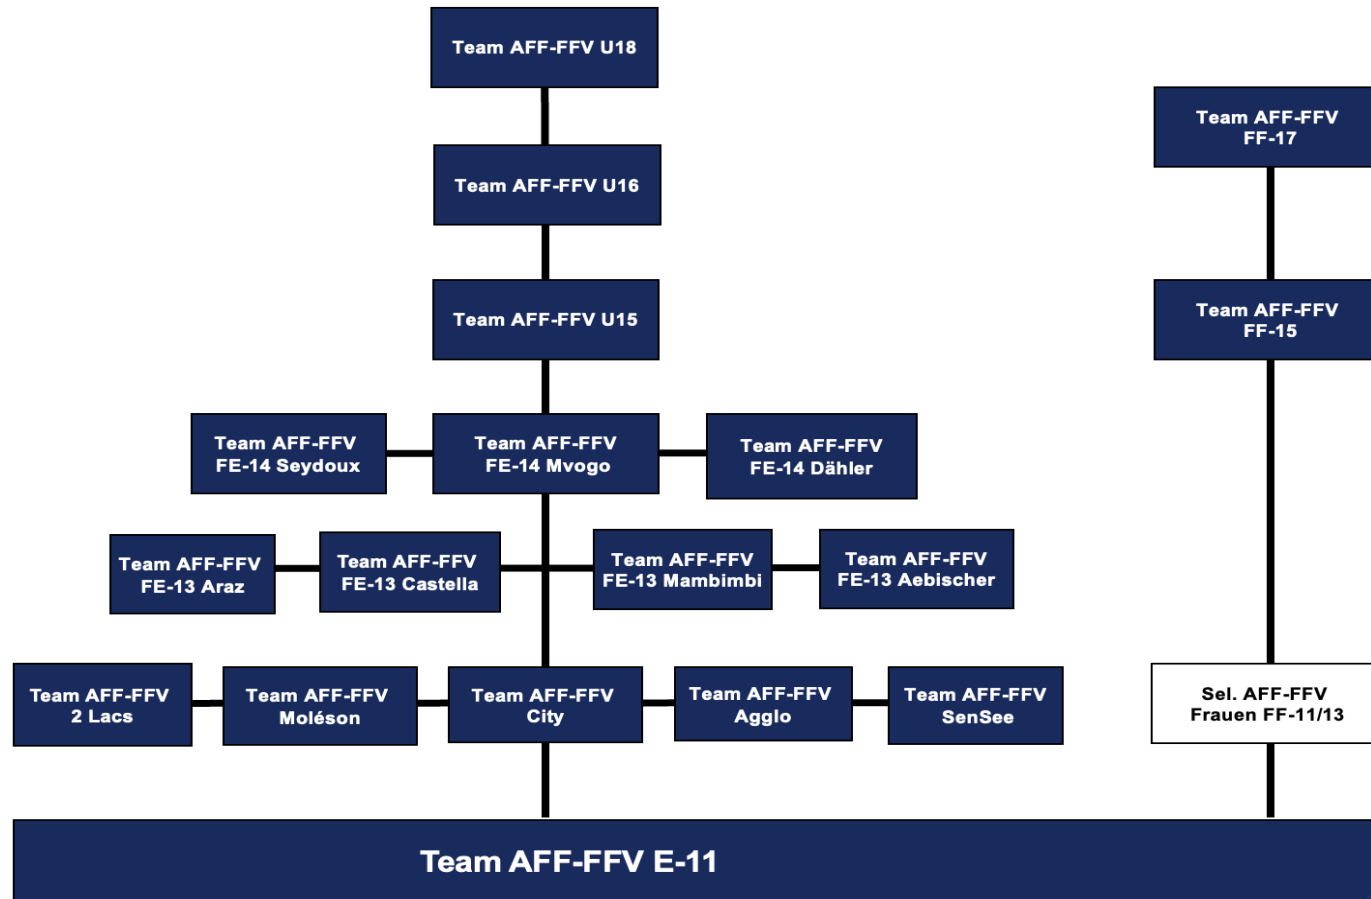 Team AFF-FFV U18
Team AFF-FFV
FF-17
Team AFF-FFV U16
Team AFF-FFV U15
Team AFF-FFV
FF-15
Team AFF-FFV
FE-14 Seydoux
Team AFF-FFV
FE-14 Mvogo
Team AFF-FFV
FE-14 Dähler
Team AFF-FFV
FE-13 Araz
Team AFF-FFV
FE-13 Castella
Team AFF-FFV
FE-13 Mambimbi
Team AFF-FFV
FE-13 Aebischer
Team AFF-FFV
2 Lacs
Team AFF-FFV
Moléson
Team AFF-FFV
City
Team AFF-FFV
Agglo
Team AFF-FFV
SenSee
Sel. AFF-FFV
Frauen FF-11/13
Team AFF-FFV E-11